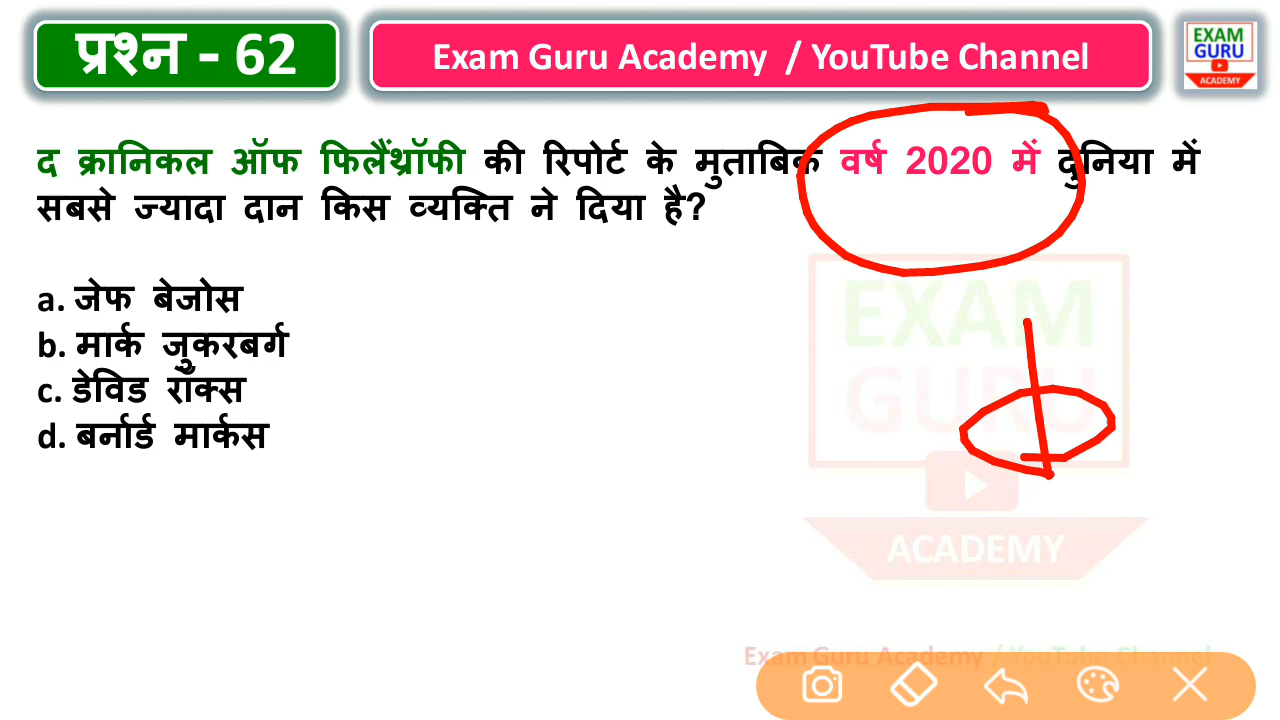 प्रश्न - 62
Exam Guru Academy / YouTube Channel
EXAM
GURU
ACADEMY
द क्रानिकल ऑफ फिलैंथ्रॉफी की रिपोर्ट के मुताबिक वर्ष 2020 में दुनिया में
सबसे ज्यादा दान किस व्यक्ति ने दिया है?
a. जेफ बेजोस
b. मार्क जुकरबर्ग
c. डेविड रॉक्स
d. बर्नार्ड मार्कस
EXAM
GURU
ACADEMY
Exam Guru Academy / YouTube Channel